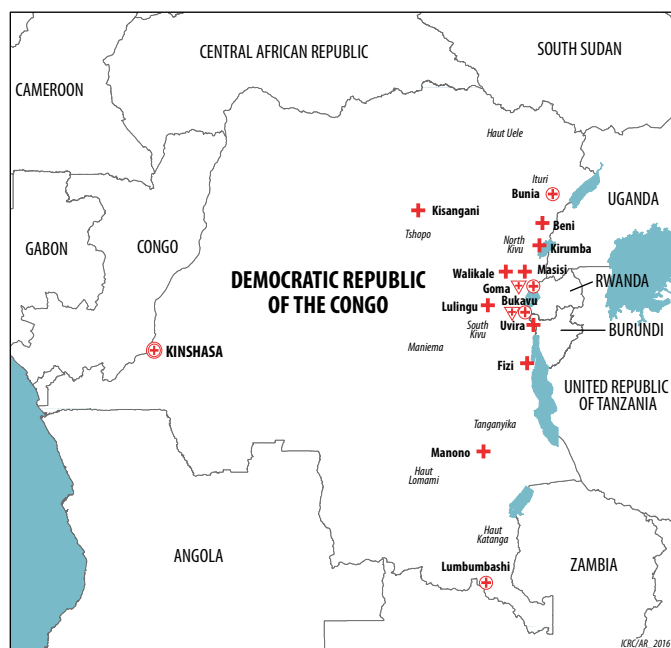 CENTRAL AFRICAN REPUBLIC
SOUTH SUDAN
CAMEROON
Haut Uele
Ituri
Bunia
UGANDA
Kisangani
Beni
Tshopo
North
Kivu
Kirumba
GABON
CONGO
DEMOCRATIC REPUBLIC
OF THE CONGO
Walikale
Masisi
Goma
RWANDA
Lulingu
Bukavu
South
Kivu
Uvira
BURUNDI
KINSHASA
Maniema
Fizi
UNITED REPUBLIC
OF TANZANIA
Tanganyika
Manono
Haut
Lomami
Haut
Katanga
ANGOLA
Lumbumbashi
ZAMBIA
ICRC/AR_2016